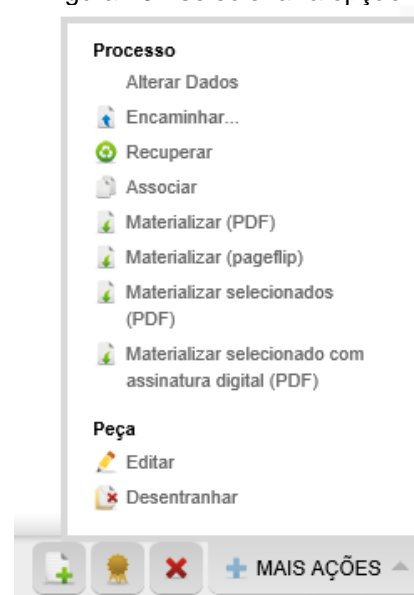 Processo
Alterar Dados
Encaminhar...
Recuperar
Associar
Materializar (PDF)
Materializar (pageflip)
Materializar selecionados
(PDF)
Materializar selecionado com
assinatura digital (PDF)
Peça
Editar
Desentranhar
MAIS AÇÕES